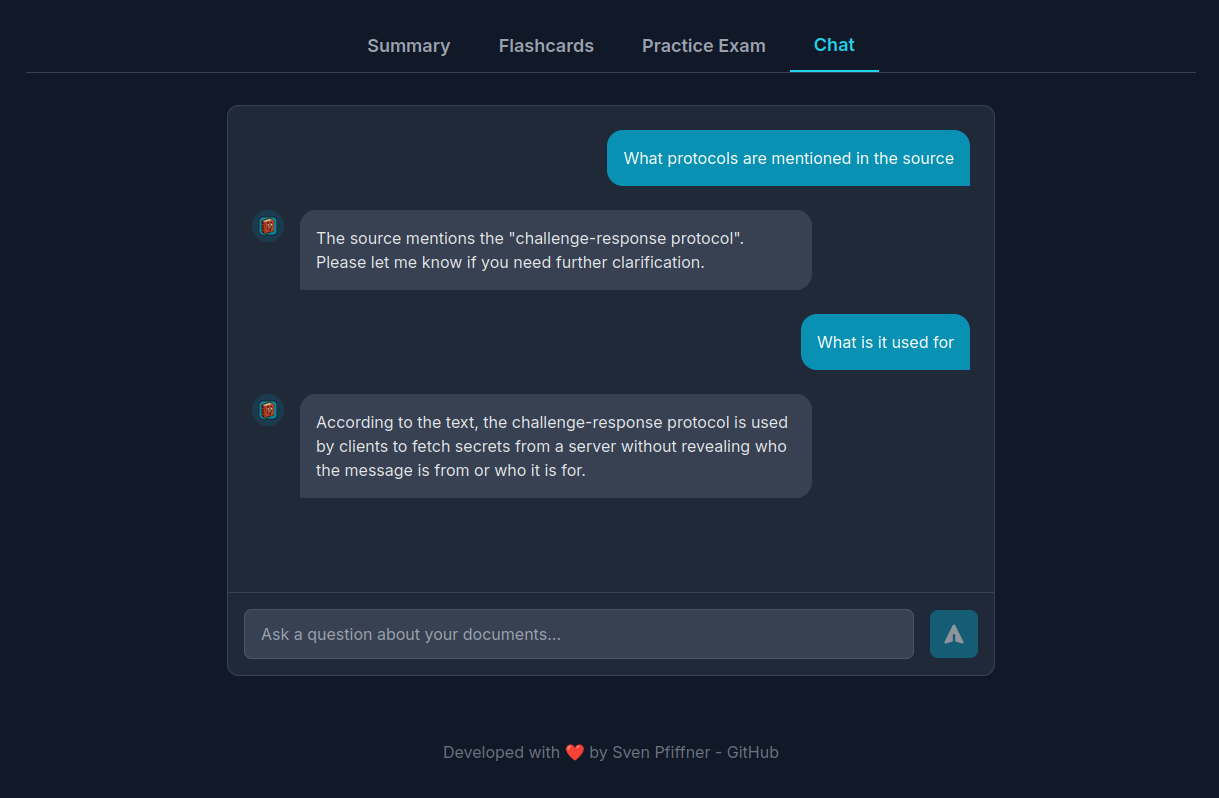 Summary Flashcards Practice Exam Chat
What protocols are mentioned in the source
The source mentions the "challenge-response protocol".
Please let me know if you need further clarification.
What is it used for
According to the text, the challenge-response protocol is used
by clients to fetch secrets from a server without revealing who
the message is from or who it is for.
Ask a question about your documents...
Developed with ❤️ by Sven Pfiffner - GitHub